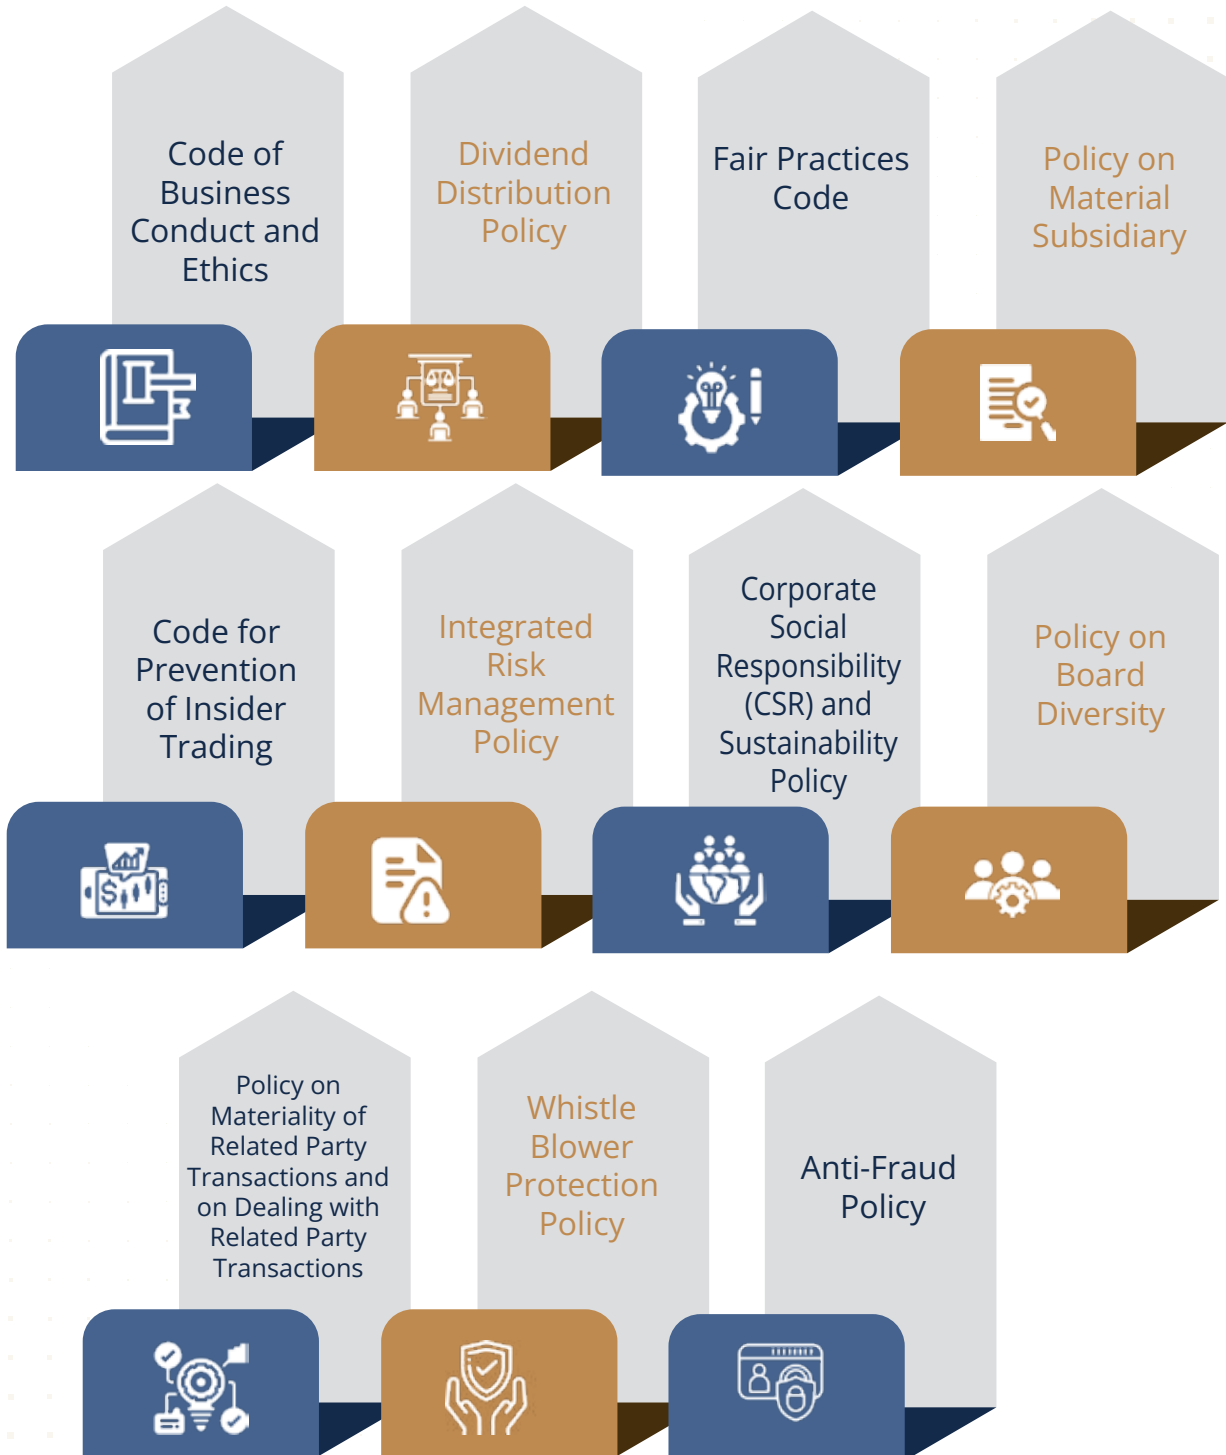 Code of
Business
Conduct and
Ethics
Dividend
Distribution
Policy
Fair Practices
Code
Policy on
Material
Subsidiary
Code for
Prevention
of Insider
Trading
Integrated
Risk
Management
Policy
Corporate
Social
Responsibility
(CSR) and
Sustainability
Policy
Policy on
Board
Diversity
Policy on
Materiality of
Related Party
Transactions and
on Dealing with
Related Party
Transactions
Whistle
Blower
Protection
Policy
Anti-Fraud
Policy